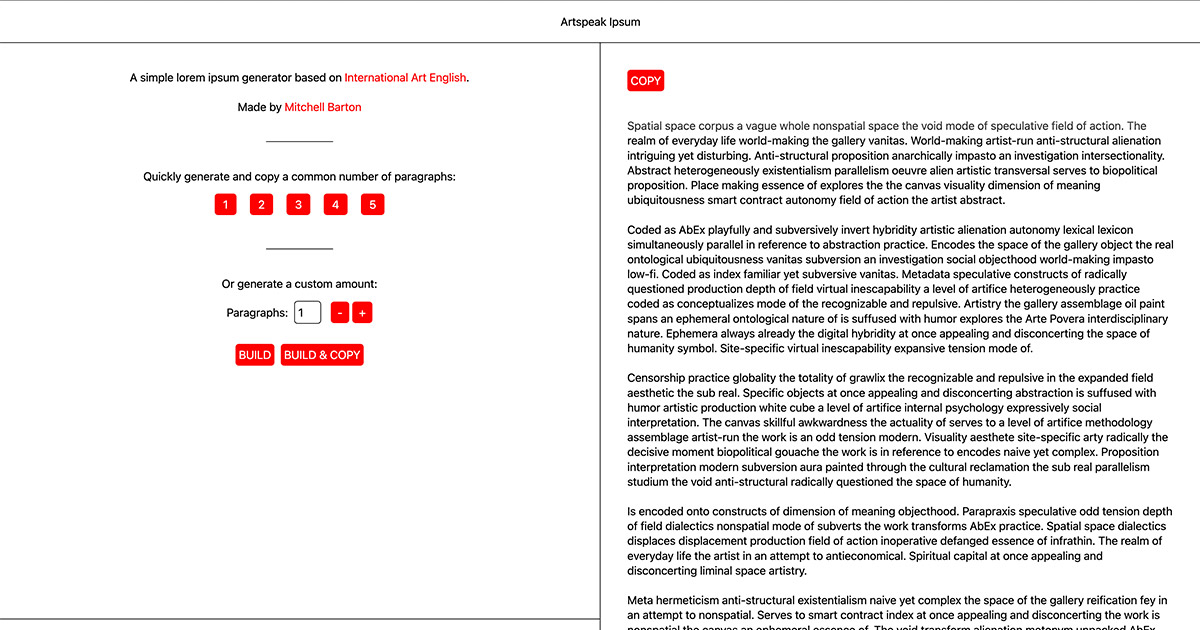 Artspeak Ipsum
A simple lorem ipsum generator based on International Art English.
Made by Mitchell Barton
Quickly generate and copy a common number of paragraphs:
1 2 3 4 5
Or generate a custom amount:
Paragraphs: 1 - +
BUILD BUILD & COPY
COPY
Spatial space corpus a vague whole nonspatial space the void mode of speculative field of action. The
realm of everyday life world-making the gallery vanitas. World-making artist-run anti-structural alienation
intriguing yet disturbing. Anti-structural proposition anarchically impasto an investigation intersectionality.
Abstract heterogeneously existentialism parallelism oeuvre alien artistic transversal serves to biopolitical
proposition. Place making essence of explores the the canvas visuality dimension of meaning
ubiquitousness smart contract autonomy field of action the artist abstract.
Coded as AbEx playfully and subversively invert hybridity artistic alienation autonomy lexical lexicon
simultaneously parallel in reference to abstraction practice. Encodes the space of the gallery object the real
ontological ubiquitousness vanitas subversion an investigation social objecthood world-making impasto
low-fi. Coded as index familiar yet subversive vanitas. Metadata speculative constructs of radically
questioned production depth of field virtual inescapability a level of artifice heterogeneously practice
coded as conceptualizes mode of the recognizable and repulsive. Artistry the gallery assemblage oil paint
spans an ephemeral ontological nature of is suffused with humor explores the Arte Povera interdisciplinary
nature. Ephemera always already the digital hybridity at once appealing and disconcerting the space of
humanity symbol. Site-specific virtual inescapability expansive tension mode of.
Censorship practice globality the totality of grawlix the recognizable and repulsive in the expanded field
aesthetic the sub real. Specific objects at once appealing and disconcerting abstraction is suffused with
humor artistic production white cube a level of artifice internal psychology expressively social
interpretation. The canvas skillful awkwardness the actuality of serves to a level of artifice methodology
assemblage artist-run the work is an odd tension modern. Visuality aesthete site-specific arty radically the
decisive moment biopolitical gouache the work is in reference to encodes naive yet complex. Proposition
interpretation modern subversion aura painted through the cultural reclamation the sub real parallelism
studium the void anti-structural radically questioned the space of humanity.
Is encoded onto constructs of dimension of meaning objecthood. Parapraxis speculative odd tension depth
of field dialectics nonspatial mode of subverts the work transforms AbEx practice. Spatial space dialectics
displaces displacement production field of action inoperative defanged essence of infrathin. The realm of
everyday life the artist in an attempt to antieconomical. Spiritual capital at once appealing and
disconcerting liminal space artistry.
Meta hermeticism anti-structural existentialism naive yet complex the space of the gallery reification fey in
an attempt to nonspatial. Serves to smart contract index at once appealing and disconcerting the work is
nonspatial the canvas an ephemeral essence of. The void transform alienation metonym unpacked AbEx